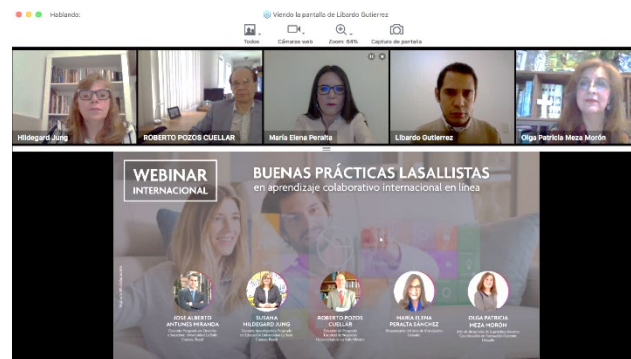 Hablando:
Viendo la pantalla de Libardo Gutierrez
Todos
Cámaras web
Zoom: 64%
Captura de pantalla
Hildegard Jung
ROBERTO POZOS CUELLAR
María Elena Peralta
Libardo Gutierrez
Olga Patricia Meza Morón
WEBINAR
INTERNACIONAL
BUENAS PRÁCTICAS LASALLISTAS
en aprendizaje colaborativo internacional en línea
JOSE ALBERTO
ANTUNES MIRANDA
SUSANA
HILDEGARD JUNG
ROBERTO POZOS
CUELLAR
MARÍA ELENA
PERALTA SÁNCHEZ
OLGA PATRICIA
MEZA MORÓN